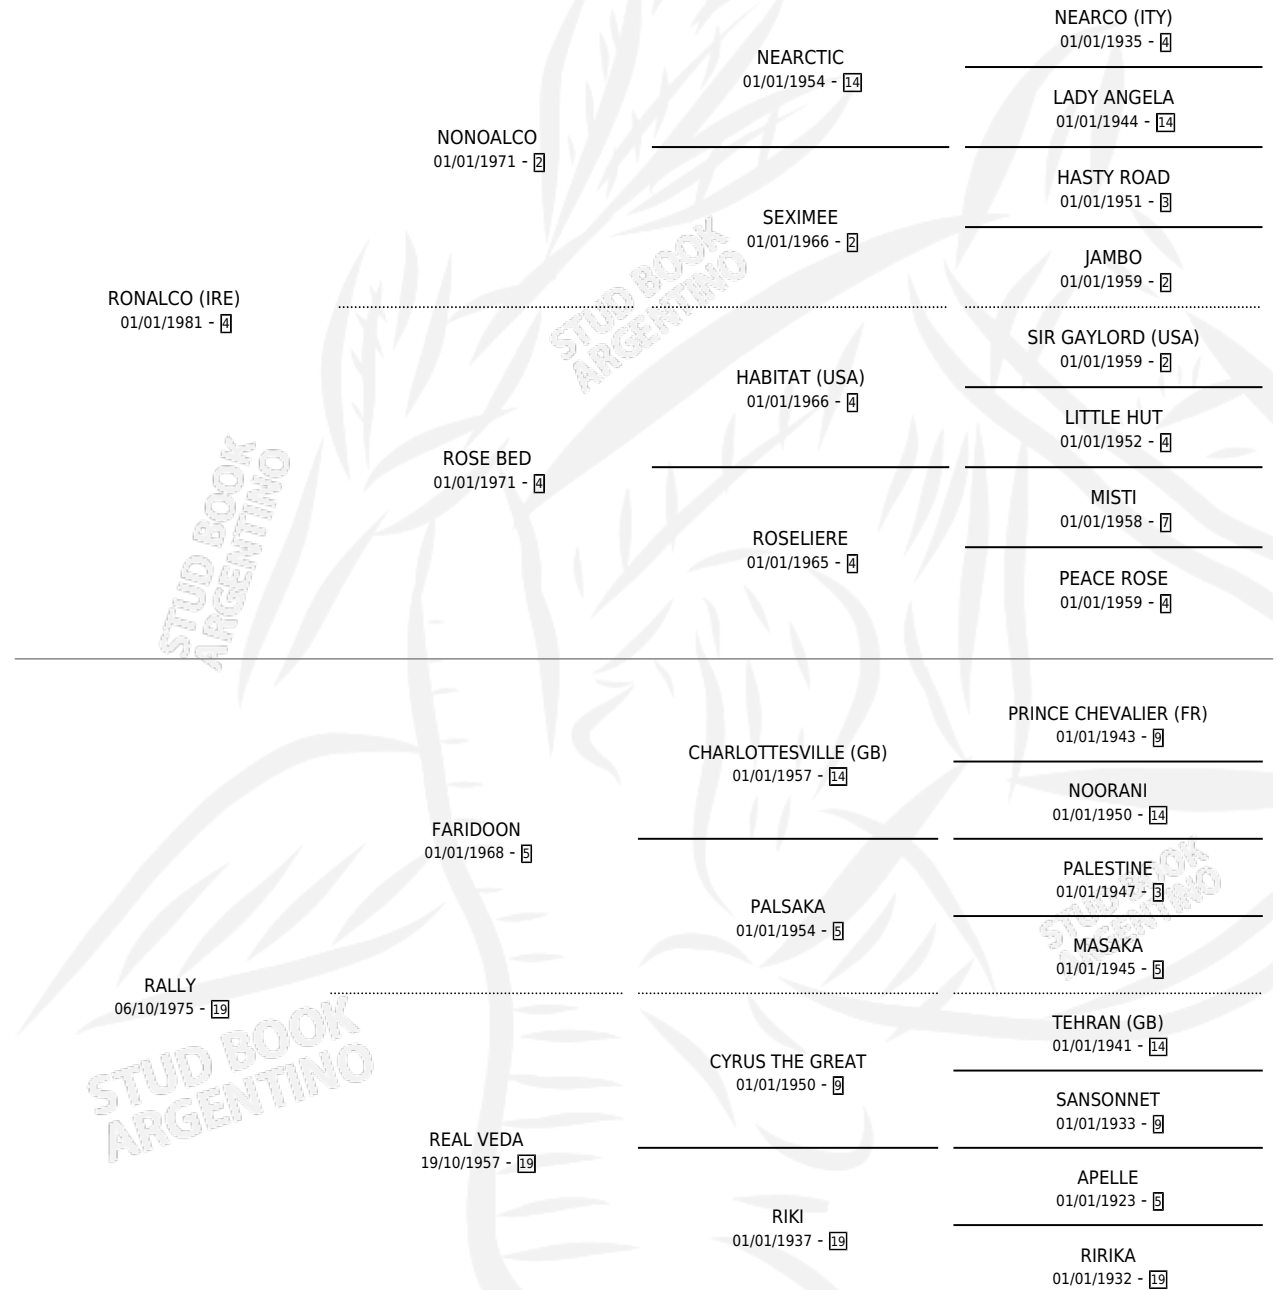 NEARCO (ITY)
01/01/1935 - 4
NEARCTIC
01/01/1954 - 14
LADY ANGELA
01/01/1944 - 14
NONOALCO
01/01/1971 - 2
HASTY ROAD
01/01/1951 - 3
SEXIMEE
01/01/1966 - 2
JAMBO
01/01/1959 - 2
RONALCO (IRE)
01/01/1981 - 4
SIR GAYLORD (USA)
01/01/1959 - 2
HABITAT (USA)
01/01/1966 - 4
LITTLE HUT
01/01/1952 - 4
ROSE BED
01/01/1971 - 4
MISTI
01/01/1958 - 7
ROSELIERE
01/01/1965 - 4
PEACE ROSE
01/01/1959 - 4
STUD BOOK
ARGENTINO
STUD BOOK
ARGENTINO
PRINCE CHEVALIER (FR)
01/01/1943 - 9
CHARLOTTESVILLE (GB)
01/01/1957 - 14
NOORANI
01/01/1950 - 14
FARIDOON
01/01/1968 - 5
PALESTINE
01/01/1947 - 3
PALSAKA
01/01/1954 - 5
MASAKA
01/01/1945 - 5
STUD BOOK
ARGENTINO
RALLY
06/10/1975 - 19
TEHRAN (GB)
01/01/1941 - 14
CYRUS THE GREAT
01/01/1950 - 9
SANSONNET
01/01/1933 - 9
STUD BOOK
ARGENTINO
REAL VEDA
19/10/1957 - 19
APELLE
01/01/1923 - 5
RIKI
01/01/1937 - 19
RIRIKA
01/01/1932 - 19